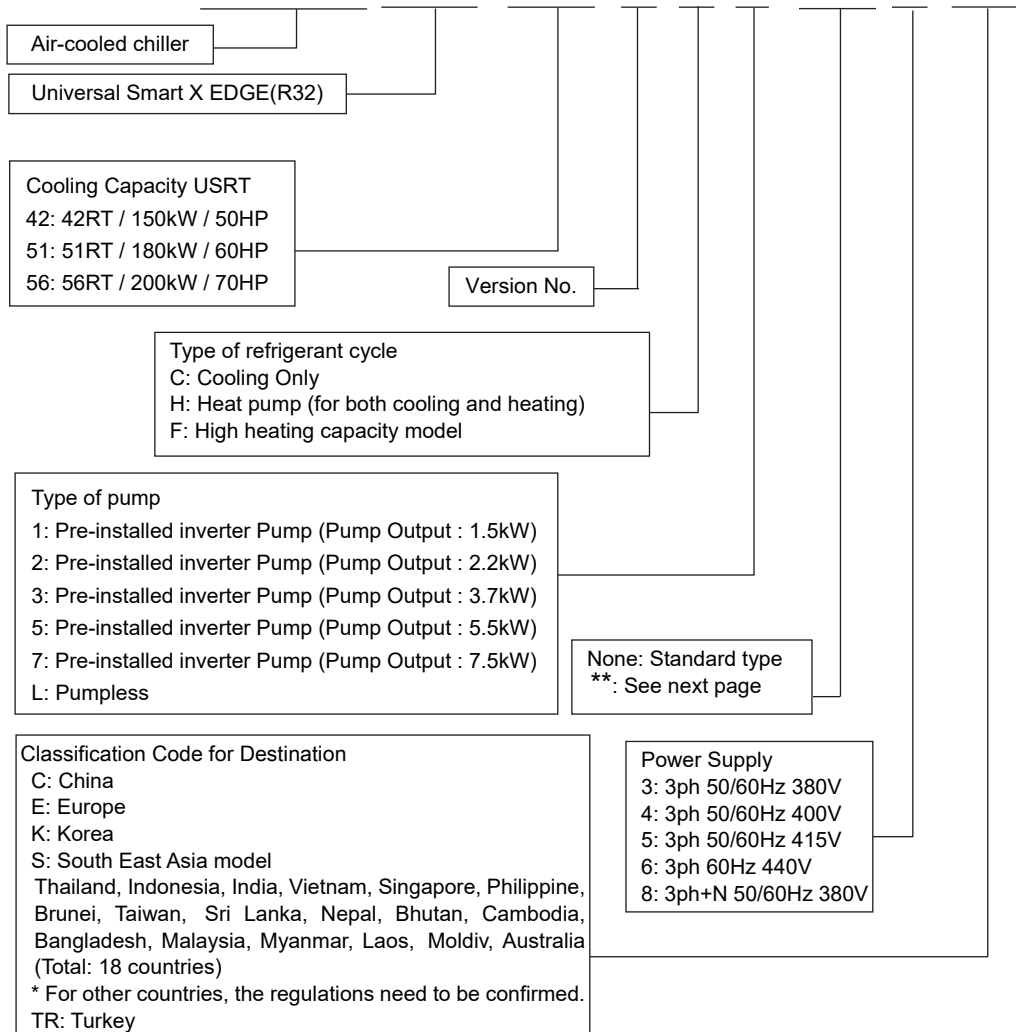 Air-cooled chiller
Universal Smart X EDGE(R32)
Cooling Capacity USRT
42: 42RT / 150kW / 50HP
51: 51RT / 180kW / 60HP
56: 56RT / 200kW / 70HP
Version No.
Type of refrigerant cycle
C: Cooling Only
H: Heat pump (for both cooling and heating)
F: High heating capacity model
Type of pump
1: Pre-installed inverter Pump (Pump Output : 1.5kW)
2: Pre-installed inverter Pump (Pump Output : 2.2kW)
3: Pre-installed inverter Pump (Pump Output : 3.7kW)
5: Pre-installed inverter Pump (Pump Output : 5.5kW)
7: Pre-installed inverter Pump (Pump Output : 7.5kW)
L: Pumpless
None: Standard type
**: See next page
Classification Code for Destination
C: China
E: Europe
K: Korea
S: South East Asia model
Thailand, Indonesia, India, Vietnam, Singapore, Philippine,
Brunei, Taiwan, Sri Lanka, Nepal, Bhutan, Cambodia,
Bangladesh, Malaysia, Myanmar, Laos, Moldiv, Australia
(Total: 18 countries)
* For other countries, the regulations need to be confirmed.
TR: Turkey
Power Supply
3: 3ph 50/60Hz 380V
4: 3ph 50/60Hz 400V
5: 3ph 50/60Hz 415V
6: 3ph 60Hz 440V
8: 3ph+N 50/60Hz 380V